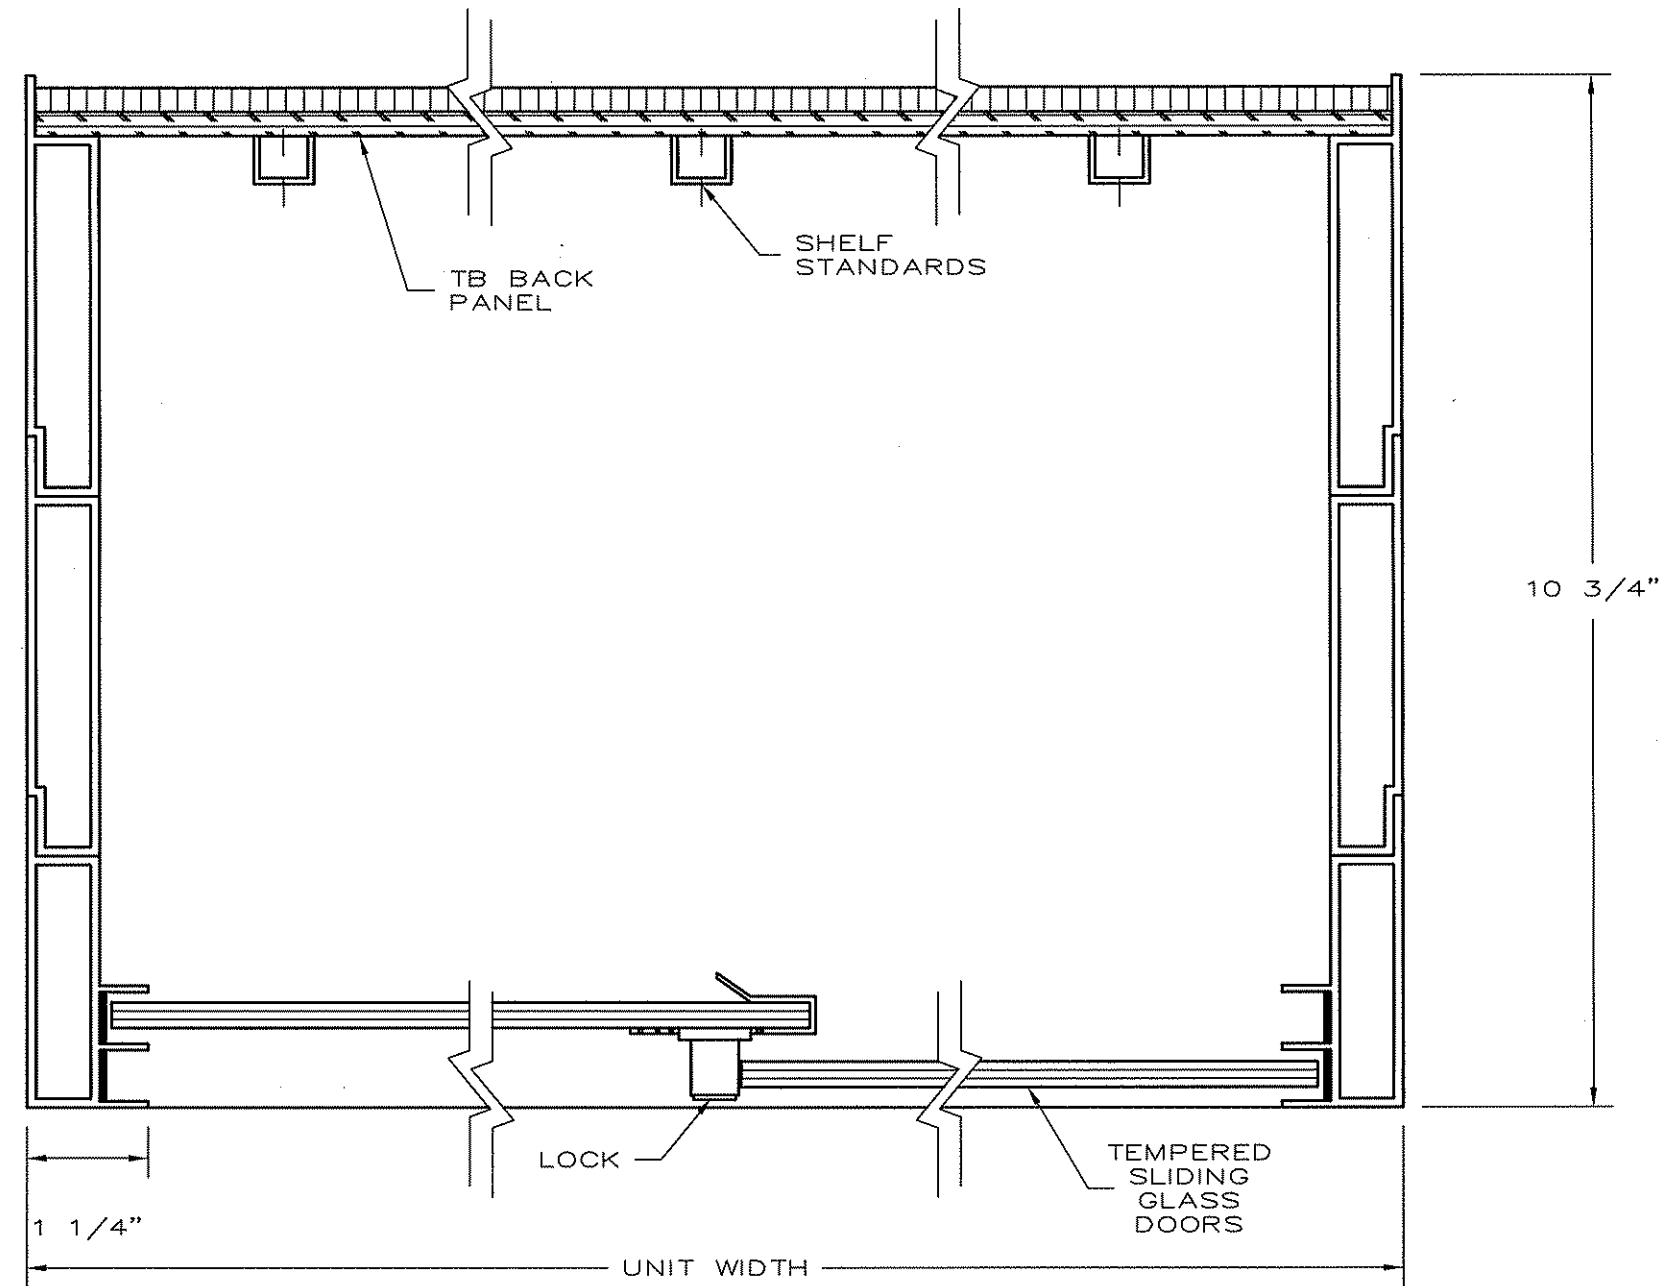 SHELF
STANDARDS
TB BACK
PANEL
10 3/4"
LOCK
TEMPERED
SLIDING
GLASS
DOORS
1 1/4"
UNIT WIDTH